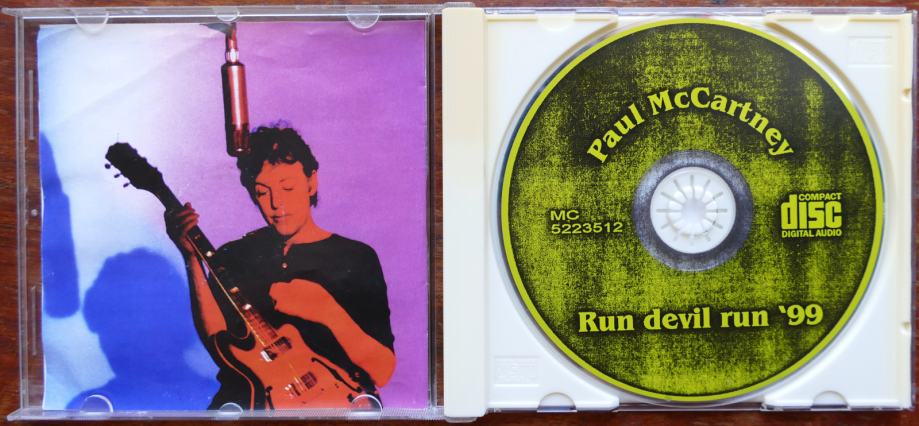 Paul McCartney
MC
5223512
COMPACT
disc
DIGITAL AUDIO
Run devil run '99